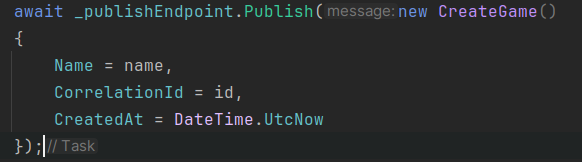 await _publishEndpoint.Publish(message:new CreateGame()
{
    Name = name,
    CorrelationId = id,
    CreatedAt = DateTime.UtcNow
});// Task